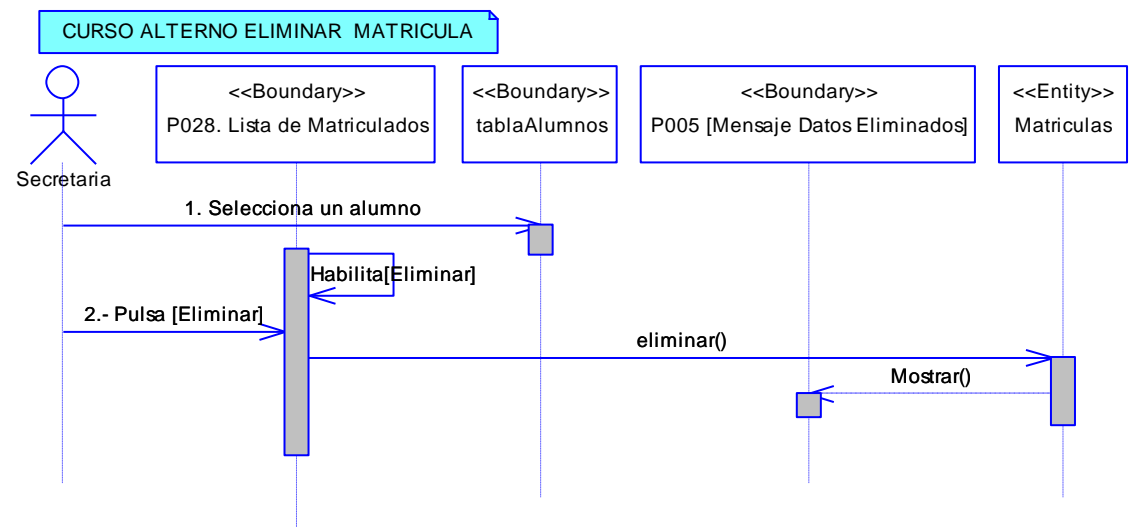 CURSO ALTERNO ELIMINAR MATRICULA
Secretaria
<<Boundary>>
P028. Lista de Matriculados
<<Boundary>>
tablaAlumnos
<<Boundary>>
P005 [Mensaje Datos Eliminados]
<<Entity>>
Matriculas
1. Selecciona un alumno
Habilita[Eliminar]
2.- Pulsa [Eliminar]
eliminar()
Mostrar()